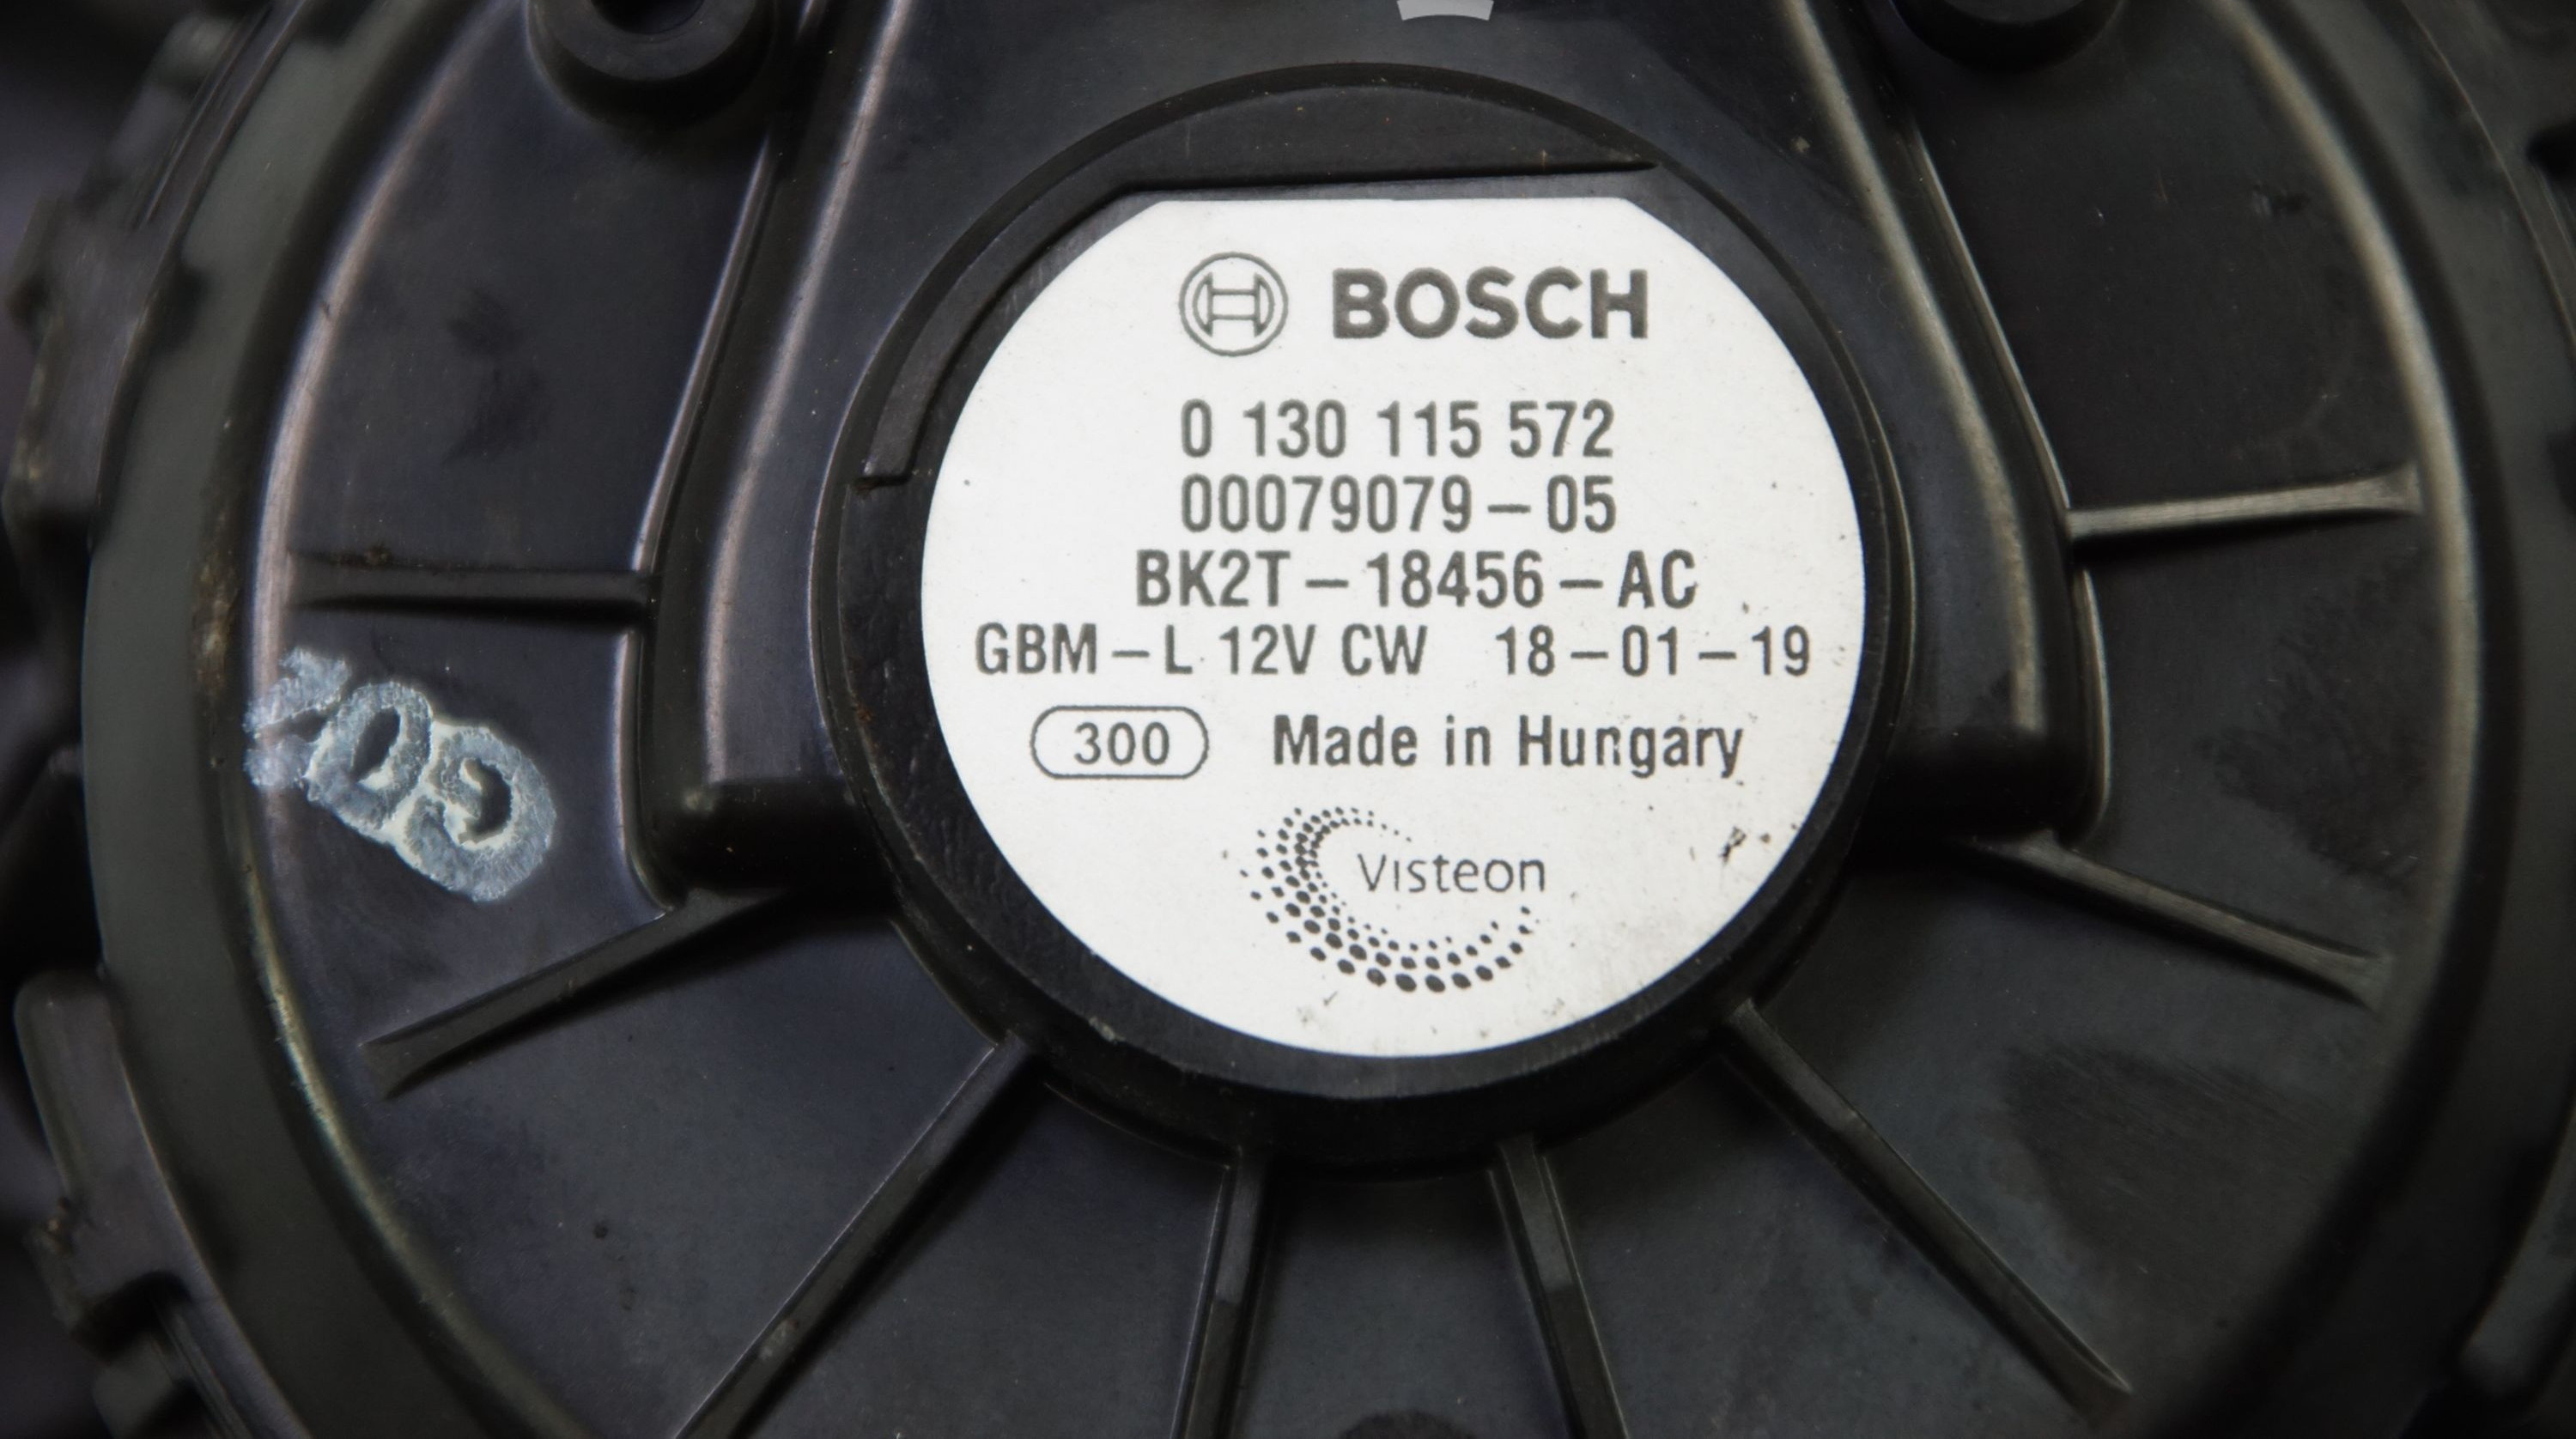 BOSCH
0 130 115 572
00079079-05
BK2T-18456-AC
GBM-L 12V CW 18-01-19
300 Made in Hungary
Visteon